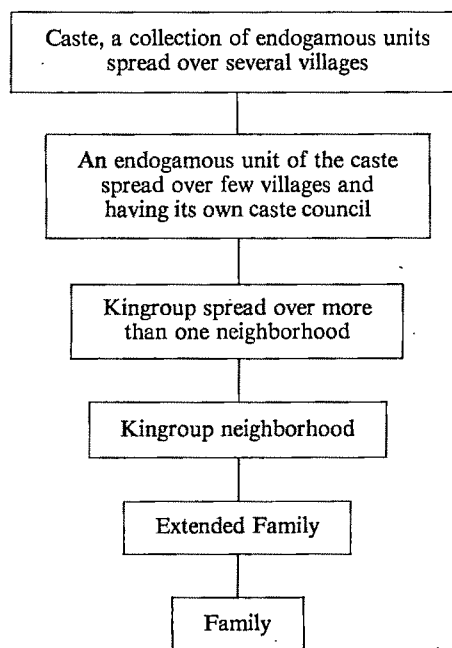 Caste, a collection of endogamous units
spread over several villages
An endogamous unit of the caste
spread over few villages and
having its own caste council
Kingroup spread over more
than one neighborhood
Kingroup neighborhood
Extended Family
Family